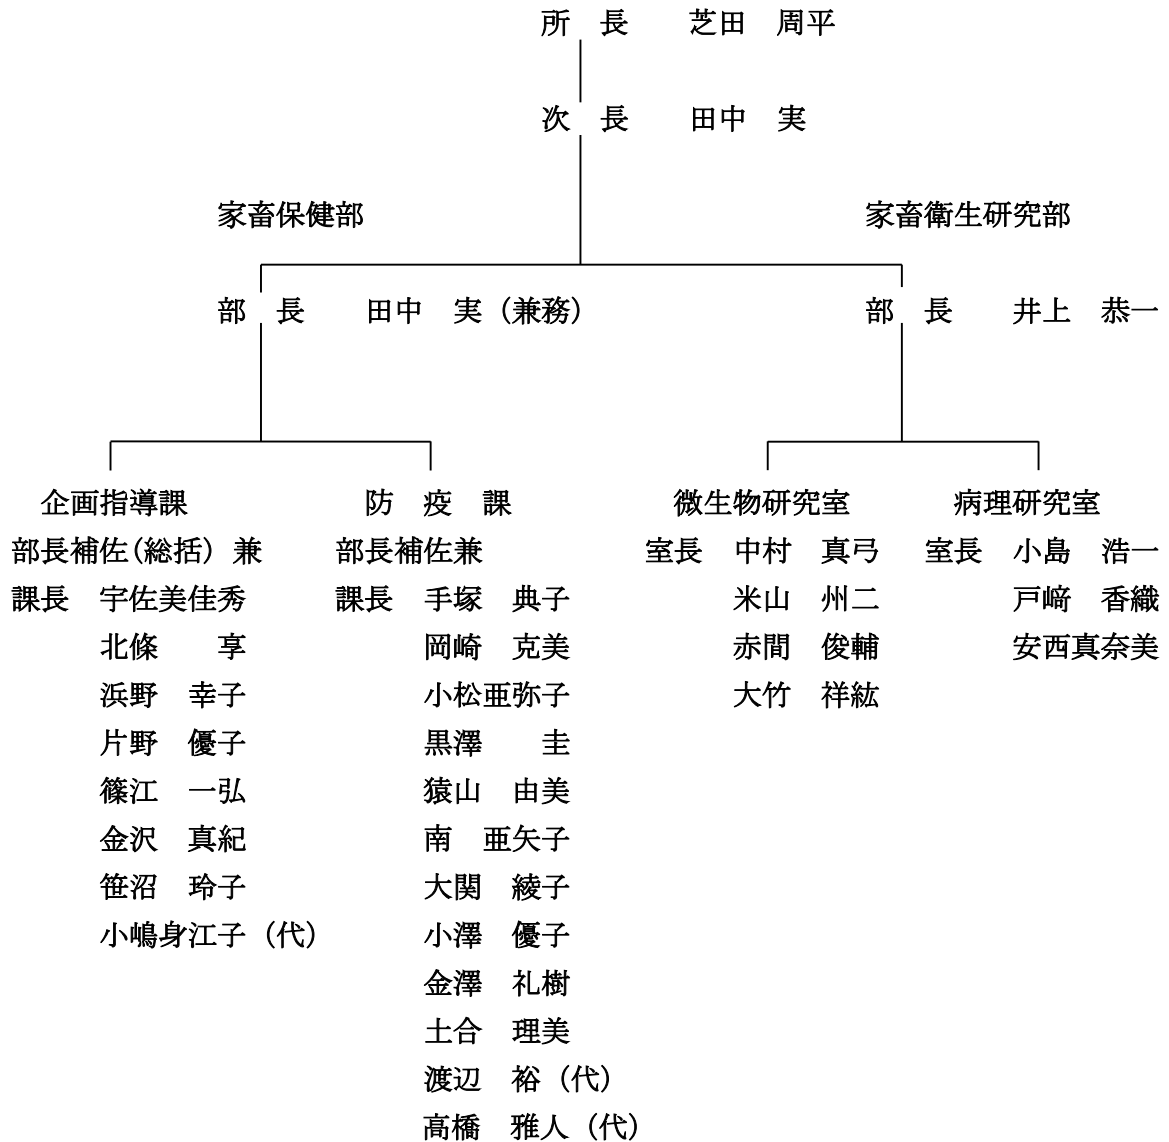 所　長　　芝田　周平
次　長　　田中　実
家畜保健部
家畜衛生研究部
部　長　　田中　実（兼務）
部　長　　井上　恭一
企画指導課
部長補佐(総括）兼
課長　宇佐美佳秀
北條　　享
浜野　幸子
片野　優子
篠江　一弘
金沢　真紀
笹沼　玲子
小嶋身江子（代）
防　疫　課
部長補佐兼
課長　手塚　典子
岡崎　克美
小松亜弥子
黒澤　　圭
猿山　由美
南　亜矢子
大関　綾子
小澤　優子
金澤　礼樹
土合　理美
渡辺　裕（代）
高橋　雅人（代）
微生物研究室
室長　中村　真弓
米山　州二
赤間　俊輔
大竹　祥紘
病理研究室
室長　小島　浩一
戸﨑　香織
安西真奈美